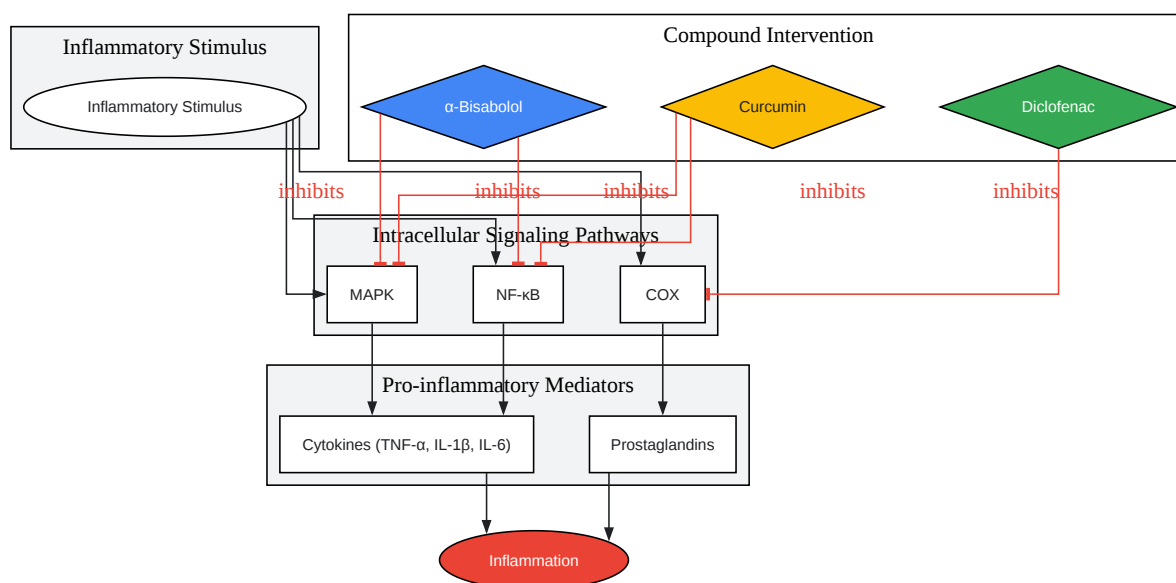 Inflammatory Stimulus
Compound Intervention
Inflammatory Stimulus
α-Bisabolol
Curcumin
Diclofenac
inhibits
inhibits
inhibits
inhibits
inhibits
Intracellular Signaling Pathways
MAPK
NF-κB
COX
Pro-inflammatory Mediators
Cytokines (TNF-α, IL-1β, IL-6)
Prostaglandins
Inflammation